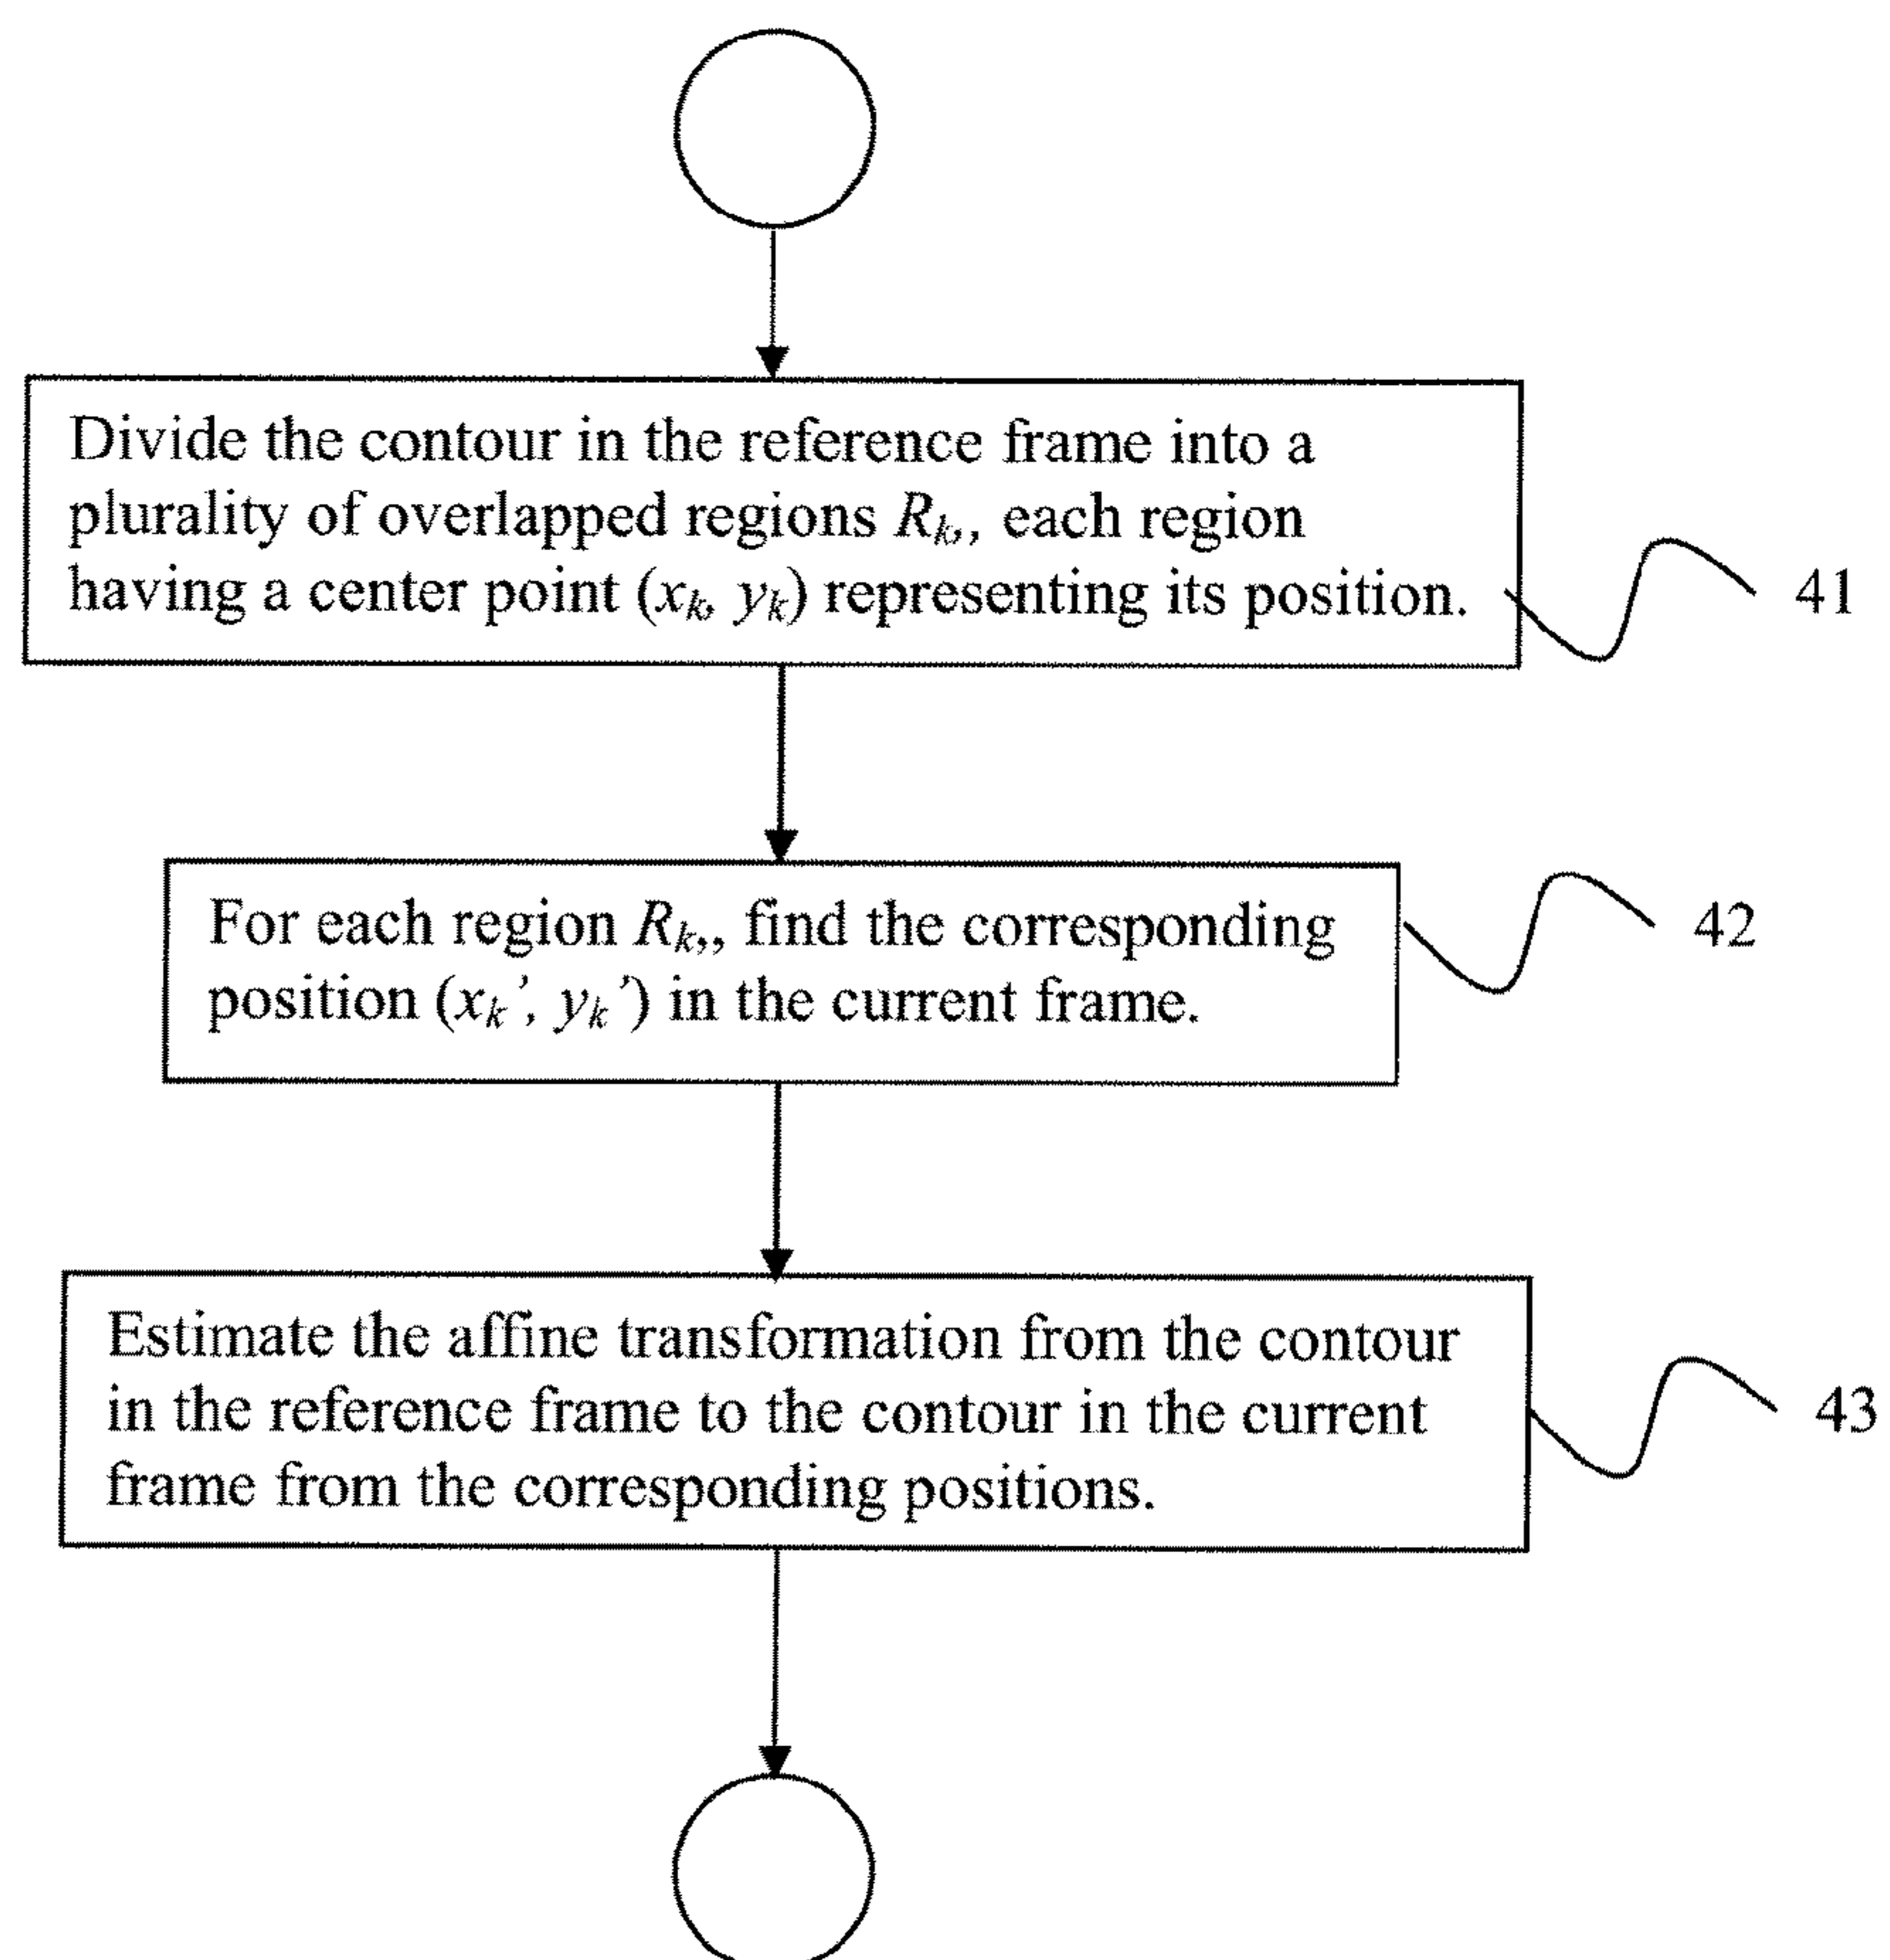 Divide the contour in the reference frame into a
plurality of overlapped regions Rk,, each region
having a center point (xk, yk) representing its position.
41
For each region Rk,, find the corresponding
position (xk’, yk’) in the current frame.
42
Estimate the affine transformation from the contour
in the reference frame to the contour in the current
frame from the corresponding positions.
43